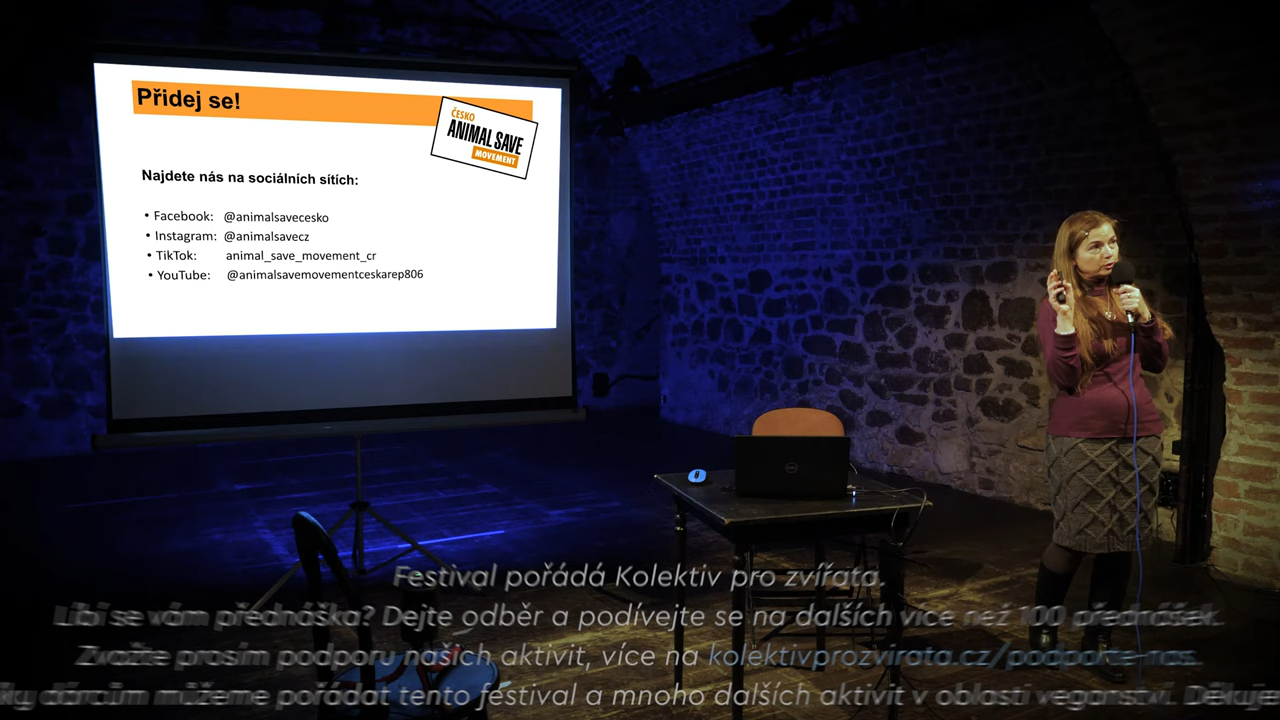 Přidej se!
ČESKO
ANIMAL SAVE
MOVEMENT
Najdete nás na sociálních sítích:
• Facebook: @animalsavecesko
• Instagram: @animalsavecz
• TikTok: animal_save_movement_cr
• YouTube: @animalsavemovementceskarep806
Festival pořádá Kolektiv pro zvířata.
Líbí se vám přednáška? Dejte odběr a podívejte se na dalších více než 100 přednášek.
Zvažte prosím podporu našich aktivit, více na kolektivprozvirata.cz/podporte-nas.
dárcům můžeme pořádat tento festival a mnoho dalších aktivit v oblasti veganství.